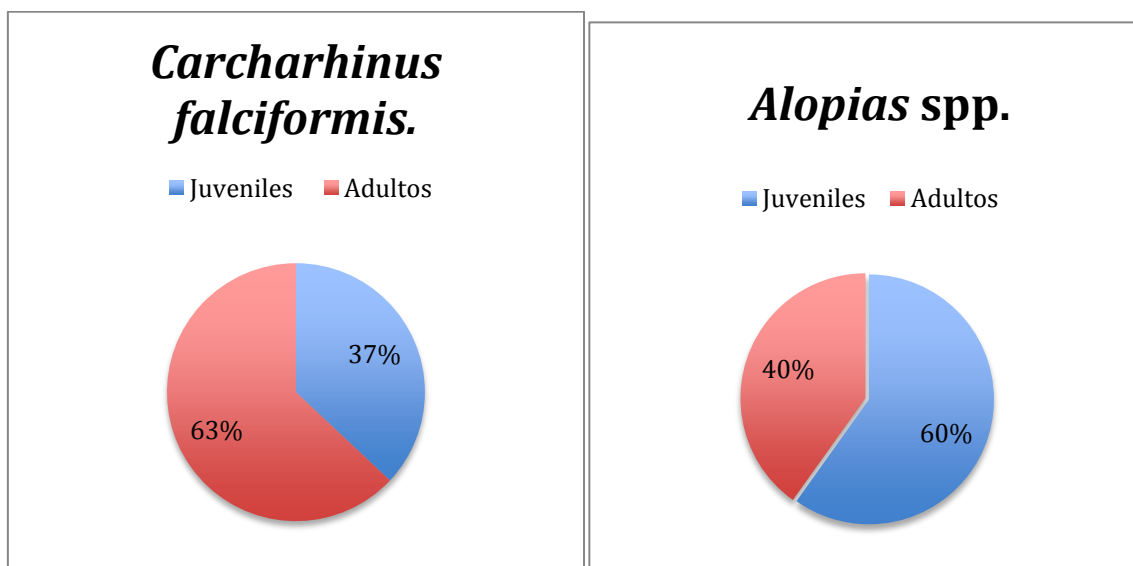 Carcharhinus
falciformis.
Juveniles Adultos
37%
63%
Alopias spp.
Juveniles Adultos
40%
60%